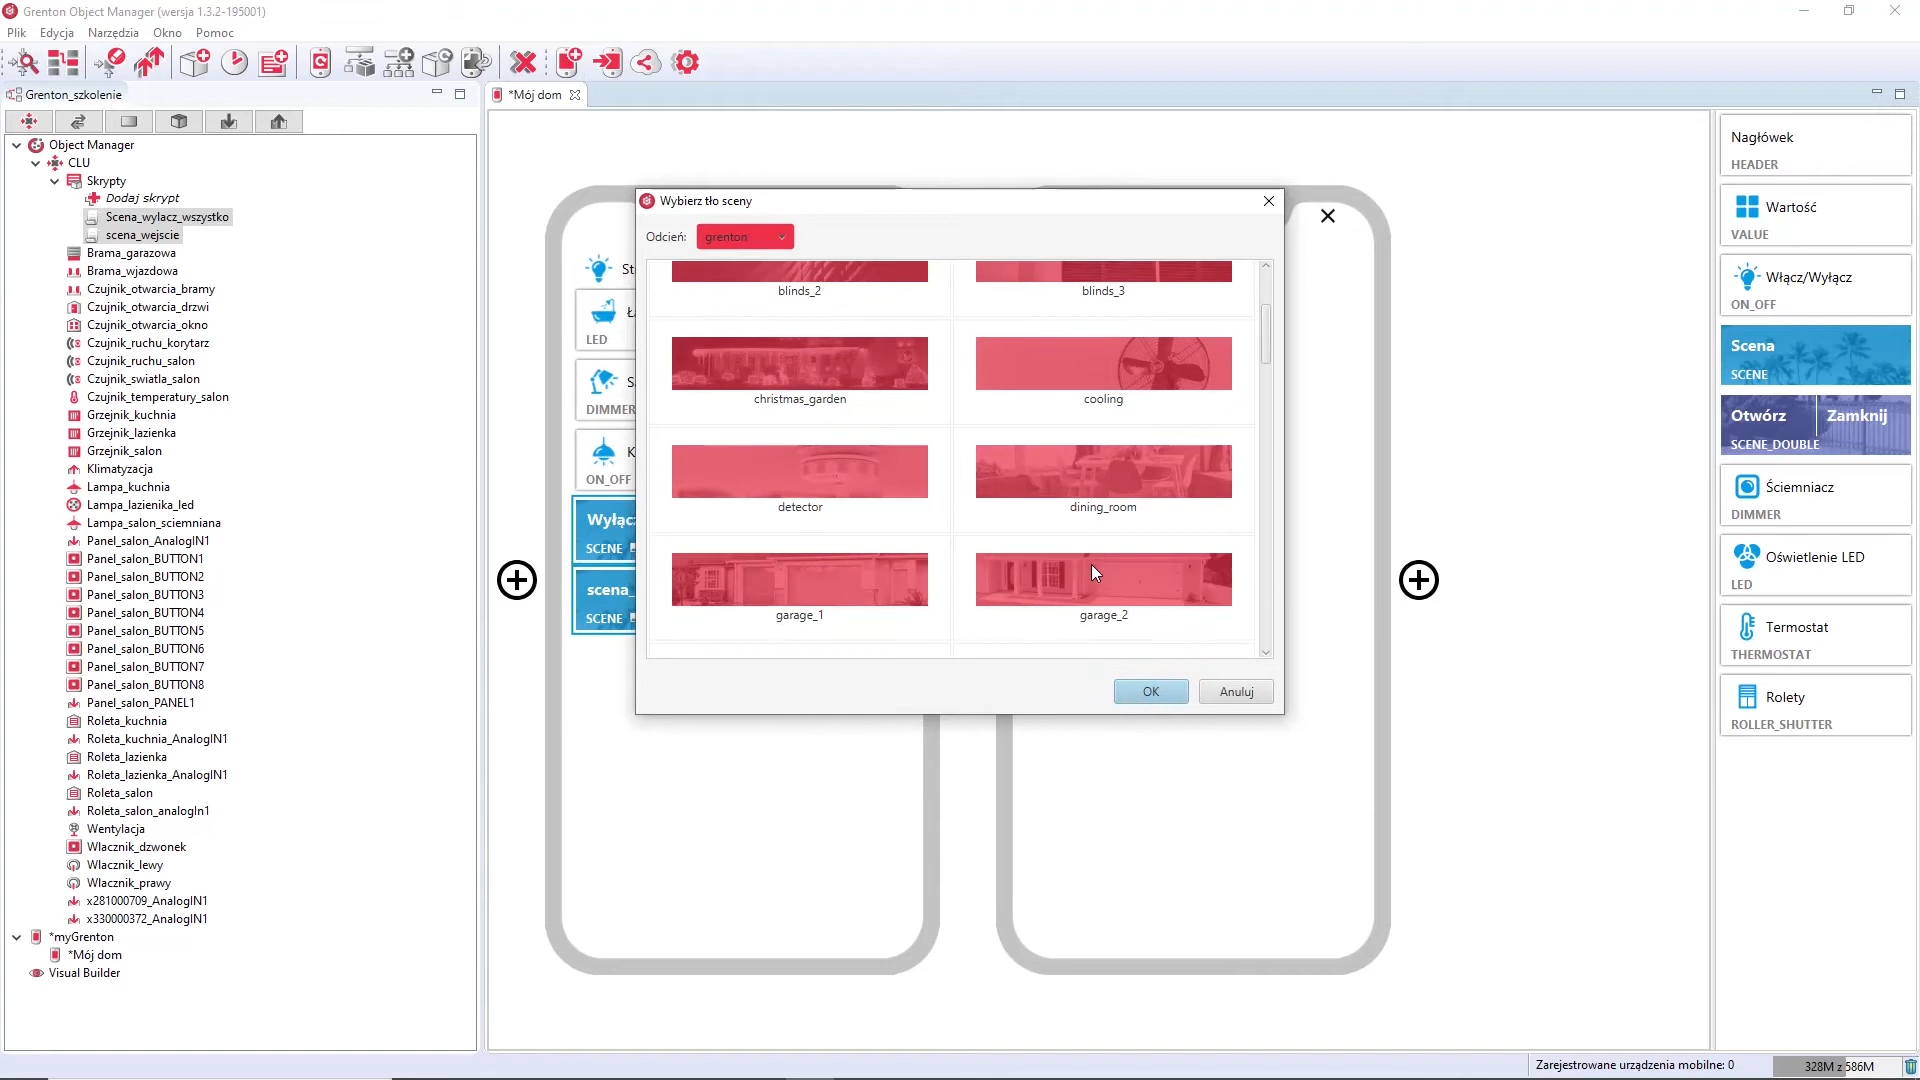 Grenton Object Manager (wersja 1.3.2-195001)
Plik Edycja Narzędzia Okno Pomoc
Grenton_szkolenie
*Mój dom
Object Manager
CLU
Skrypty
Dodaj skrypt
Scena_wylacz_wszystko
scena_wejscie
Brama_garazowa
Brama_wjazdowa
Czujnik_otwarcia_bramy
Czujnik_otwarcia_drzwi
Czujnik_otwarcia_okno
Czujnik_ruchu_korytarz
Czujnik_ruchu_salon
Czujnik_swiatla_salon
Czujnik_temperatury_salon
Grzejnik_kuchnia
Grzejnik_lazienka
Grzejnik_salon
Klimatyzacja
Lampa_kuchnia
Lampa_lazienika_led
Lampa_salon_sciemniana
Panel_salon_AnalogIN1
Panel_salon_BUTTON1
Panel_salon_BUTTON2
Panel_salon_BUTTON3
Panel_salon_BUTTON4
Panel_salon_BUTTON5
Panel_salon_BUTTON6
Panel_salon_BUTTON7
Panel_salon_BUTTON8
Panel_salon_PANEL1
Roleta_kuchnia
Roleta_kuchnia_AnalogIN1
Roleta_lazienka
Roleta_lazienka_AnalogIN1
Roleta_salon
Roleta_salon_analogIn1
Wentylacja
Wlacznik_dzwonek
Wlacznik_lewy
Wlacznik_prawy
x281000709_AnalogIN1
x330000372_AnalogIN1
*myGrenton
*Mój dom
Visual Builder
St
Ła
LED
Sa
DIMMER
K
ON_OFF
Wyłącz
SCENE
scena_
SCENE
Wybierz tło sceny
Odcień: grenton
blinds_2
blinds_3
christmas_garden
cooling
detector
dining_room
garage_1
garage_2
OK
Anuluj
Nagłówek
HEADER
Wartość
VALUE
Włącz/Wyłącz
ON_OFF
Scena
SCENE
Otwórz Zamknij
SCENE_DOUBLE
Ściemniacz
DIMMER
Oświetlenie LED
LED
Termostat
THERMOSTAT
Rolety
ROLLER_SHUTTER
Zarejestrowane urządzenia mobilne: 0
328M z 586M